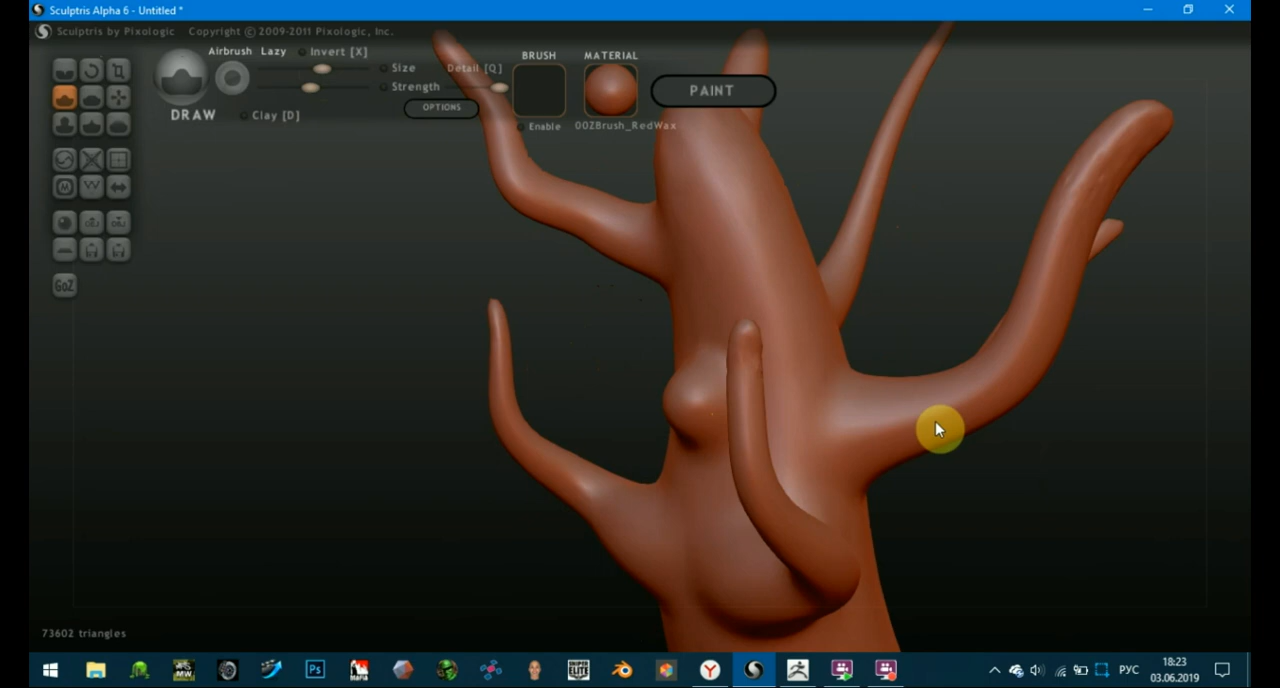 Sculptris Alpha 6 - Untitled *
Sculptris by Pixologic Copyright © 2009-2011 Pixologic, Inc.
Airbrush Lazy Invert [X]
Size Detail [Q]
Strength
OPTIONS
DRAW Clay [D]
BRUSH MATERIAL
PAINT
Enable 00ZBrush_RedWax
GoZ
73602 triangles
Ps
РУС
18:23
03.06.2019